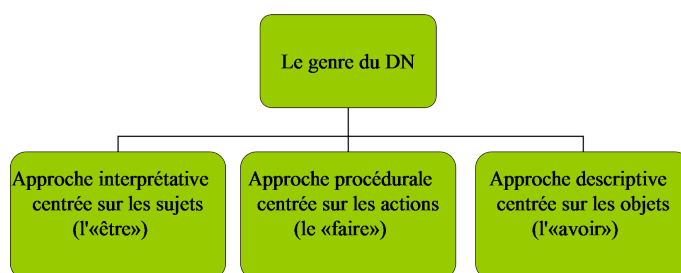 Le genre du DN
Approche interprétative
centrée sur les sujets
(l'«être»)
Approche procédurale
centrée sur les actions
(le «faire»)
Approche descriptive
centrée sur les objets
(l'«avoir»)